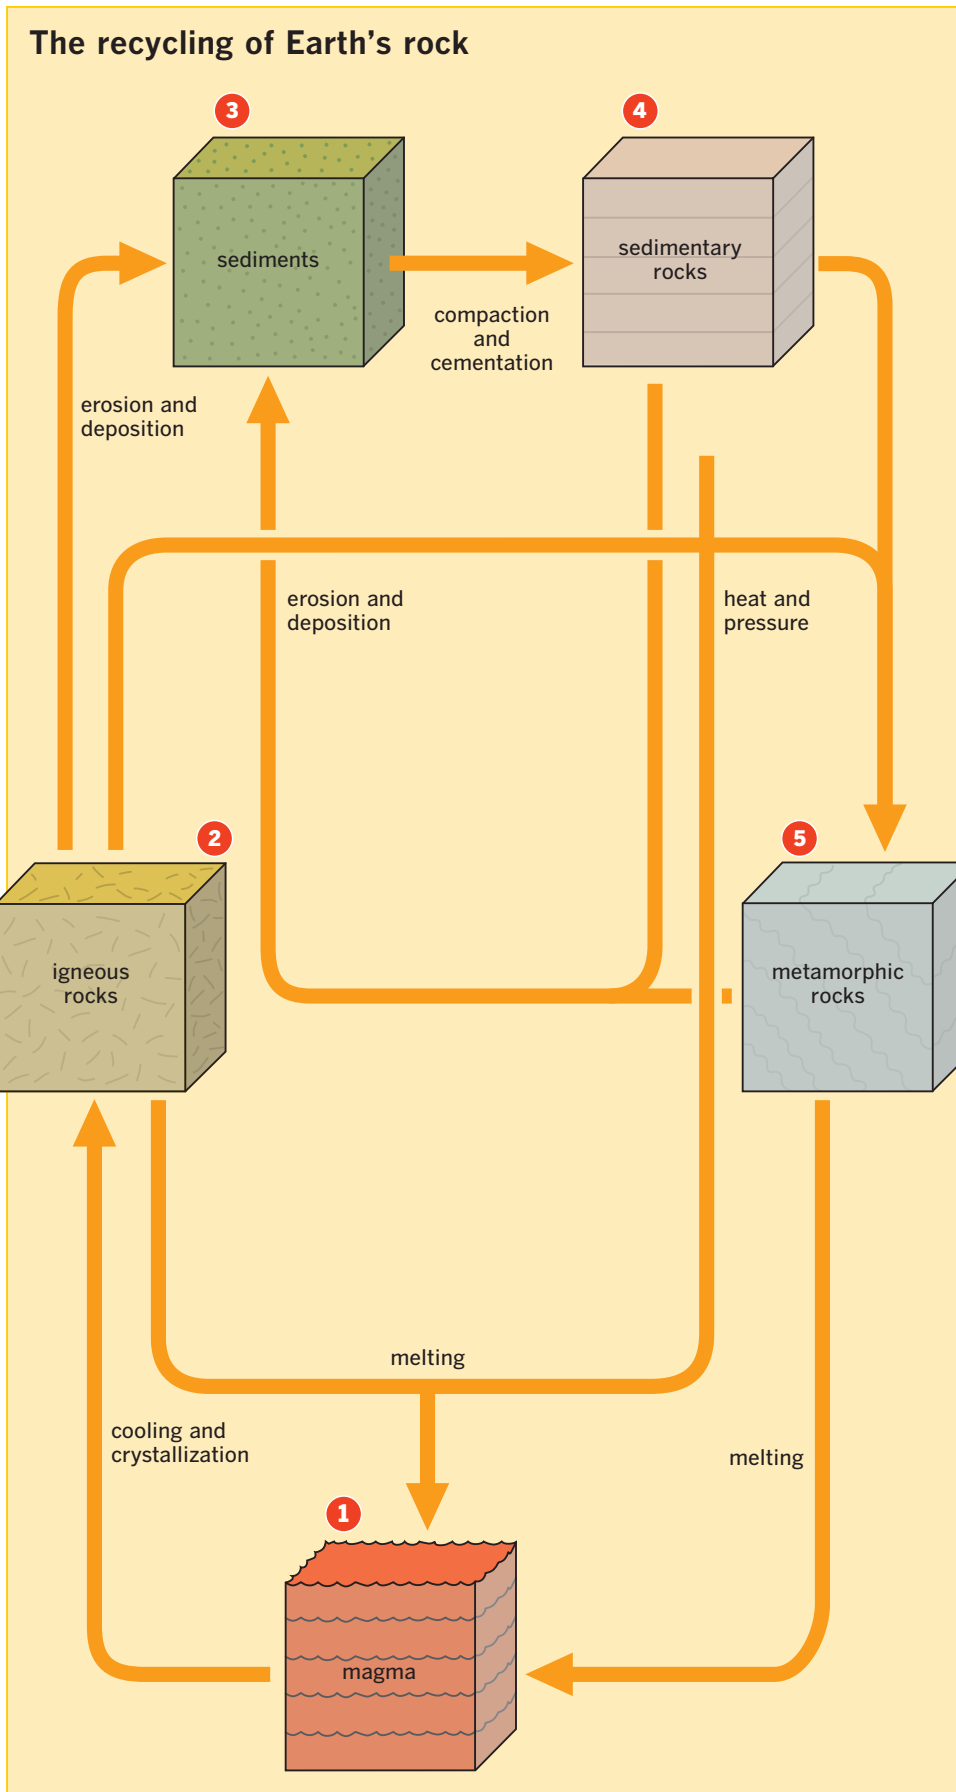 The recycling of Earth’s rock
3
4
sediments
sedimentary
rocks
compaction
and
cementation
erosion and
deposition
erosion and
deposition
heat and
pressure
2
5
igneous
rocks
metamorphic
rocks
melting
cooling and
crystallization
melting
1
magma